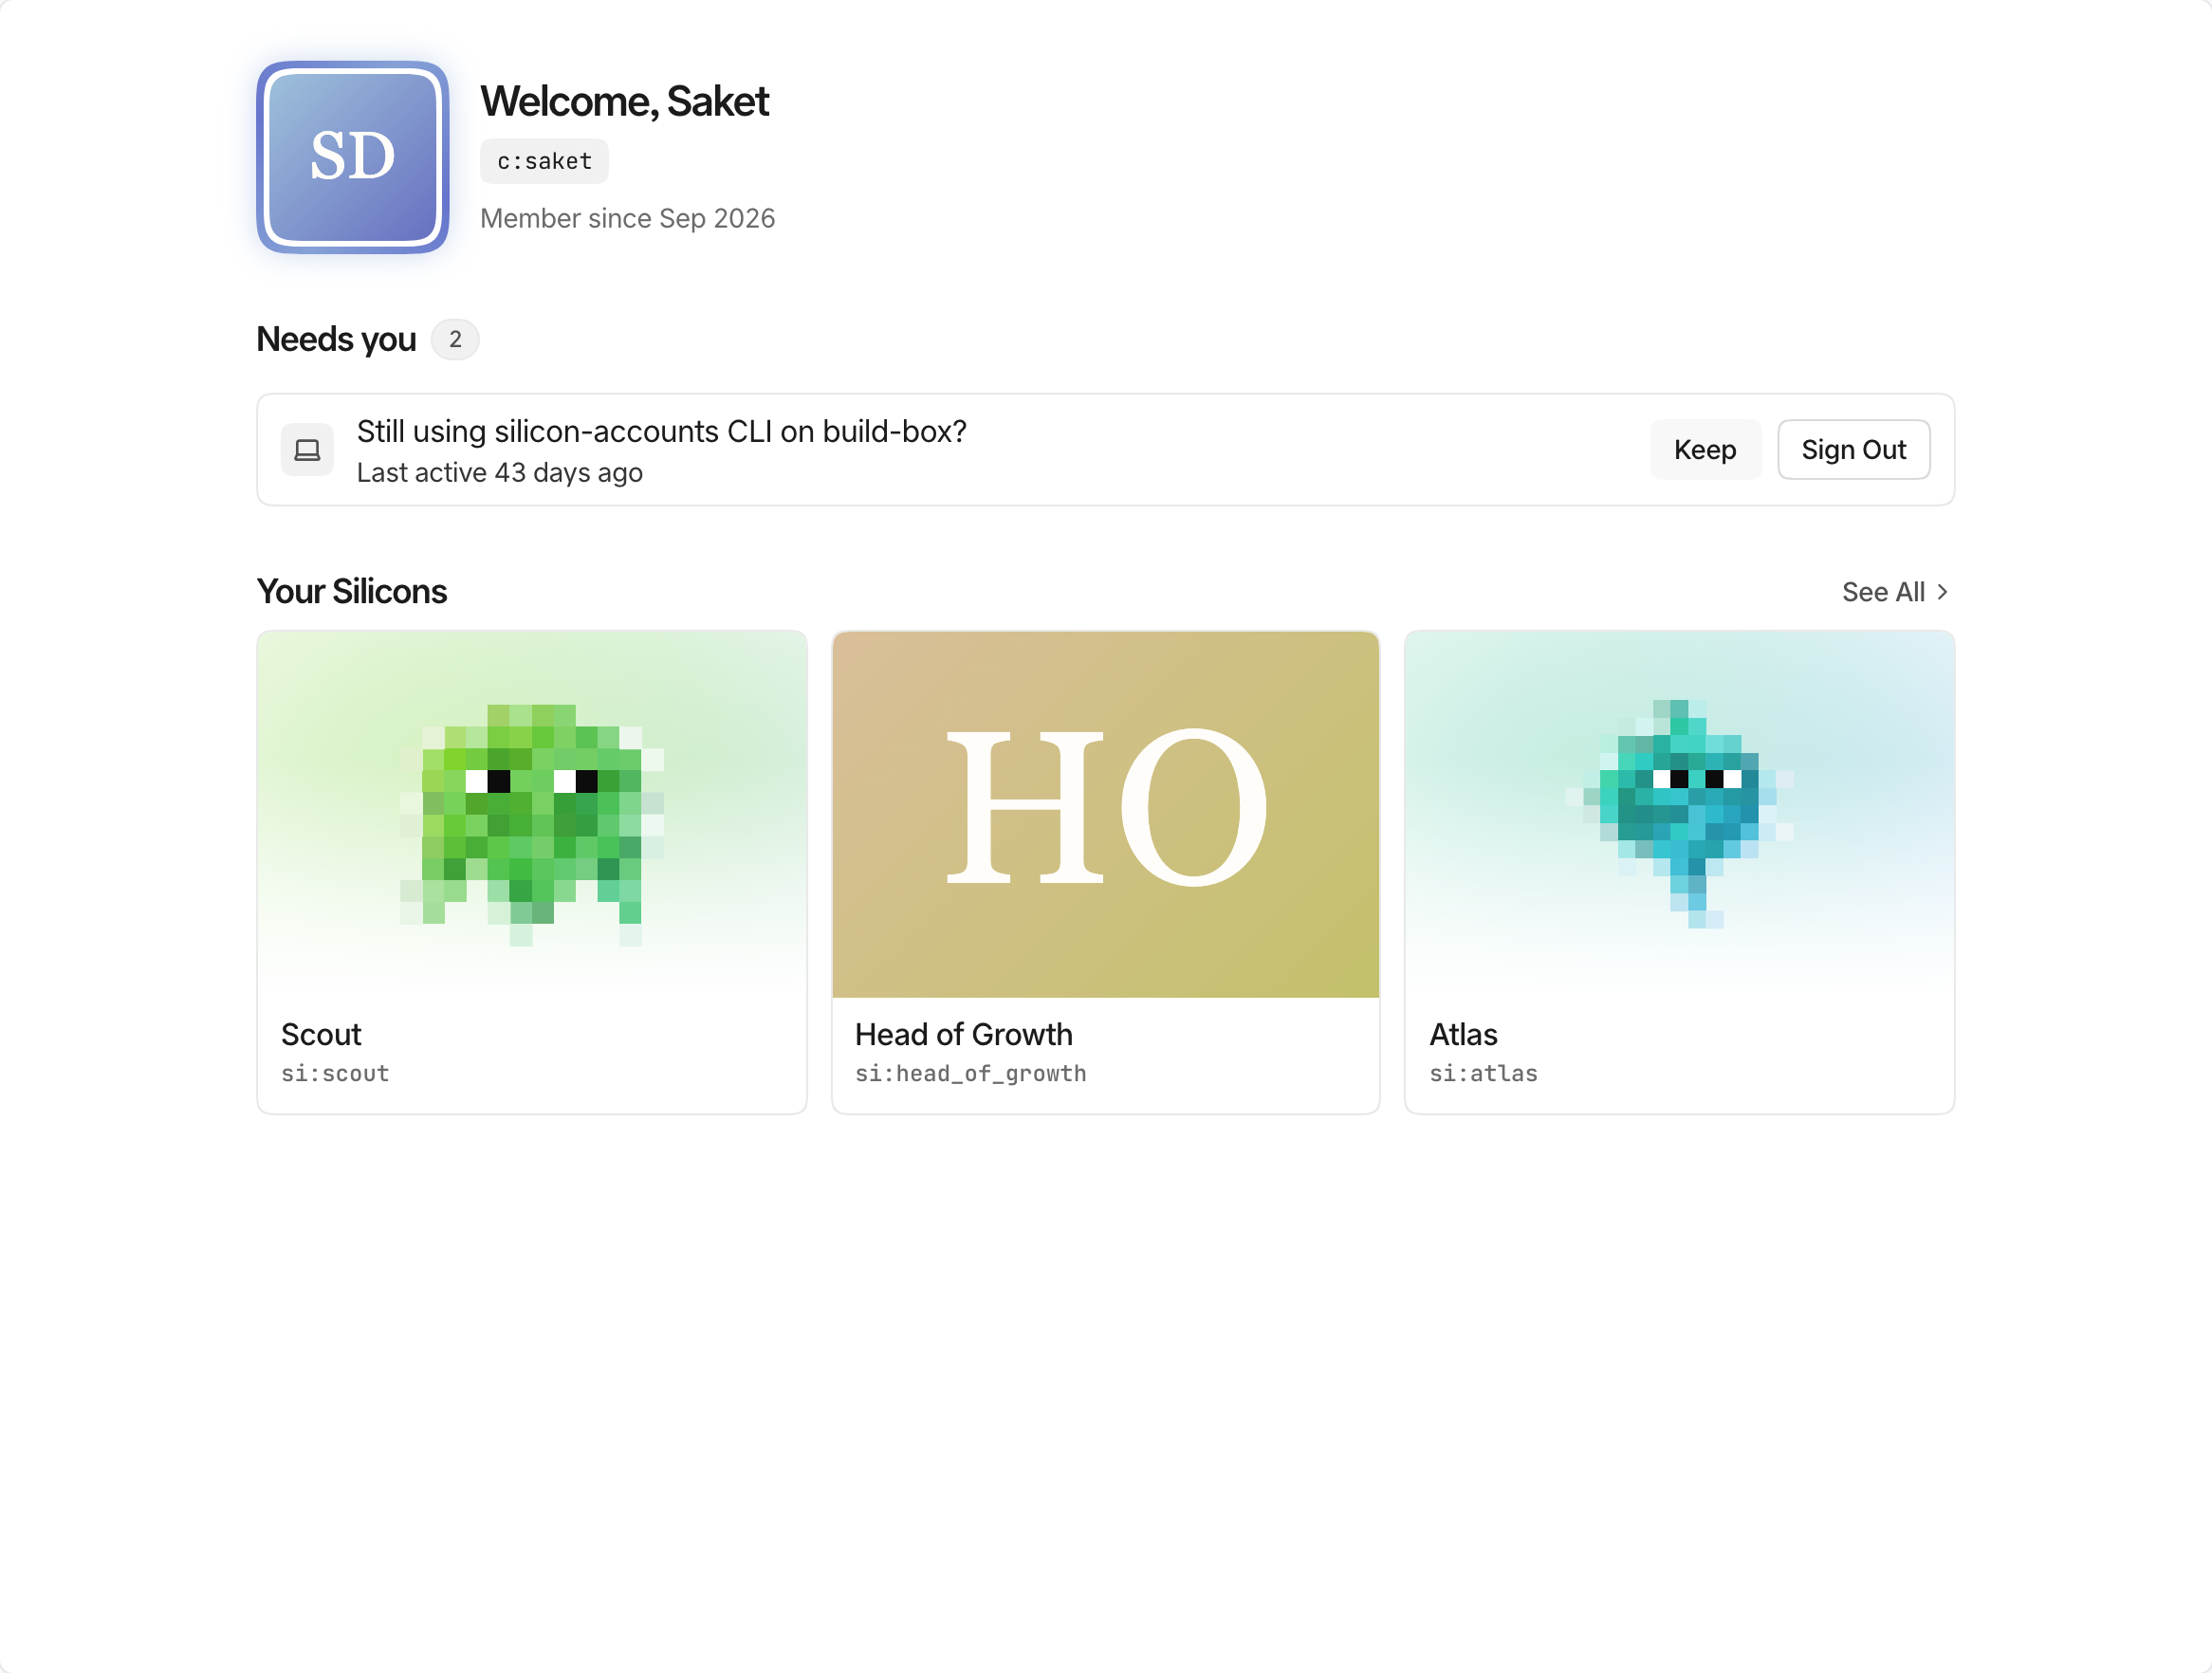 SD
Welcome, Saket
c:saket
Member since Sep 2026
Needs you 2
Still using silicon-accounts CLI on build-box?
Last active 43 days ago
Keep
Sign Out
Your Silicons
See All
HO
Scout
si:scout
Head of Growth
si:head_of_growth
Atlas
si:atlas